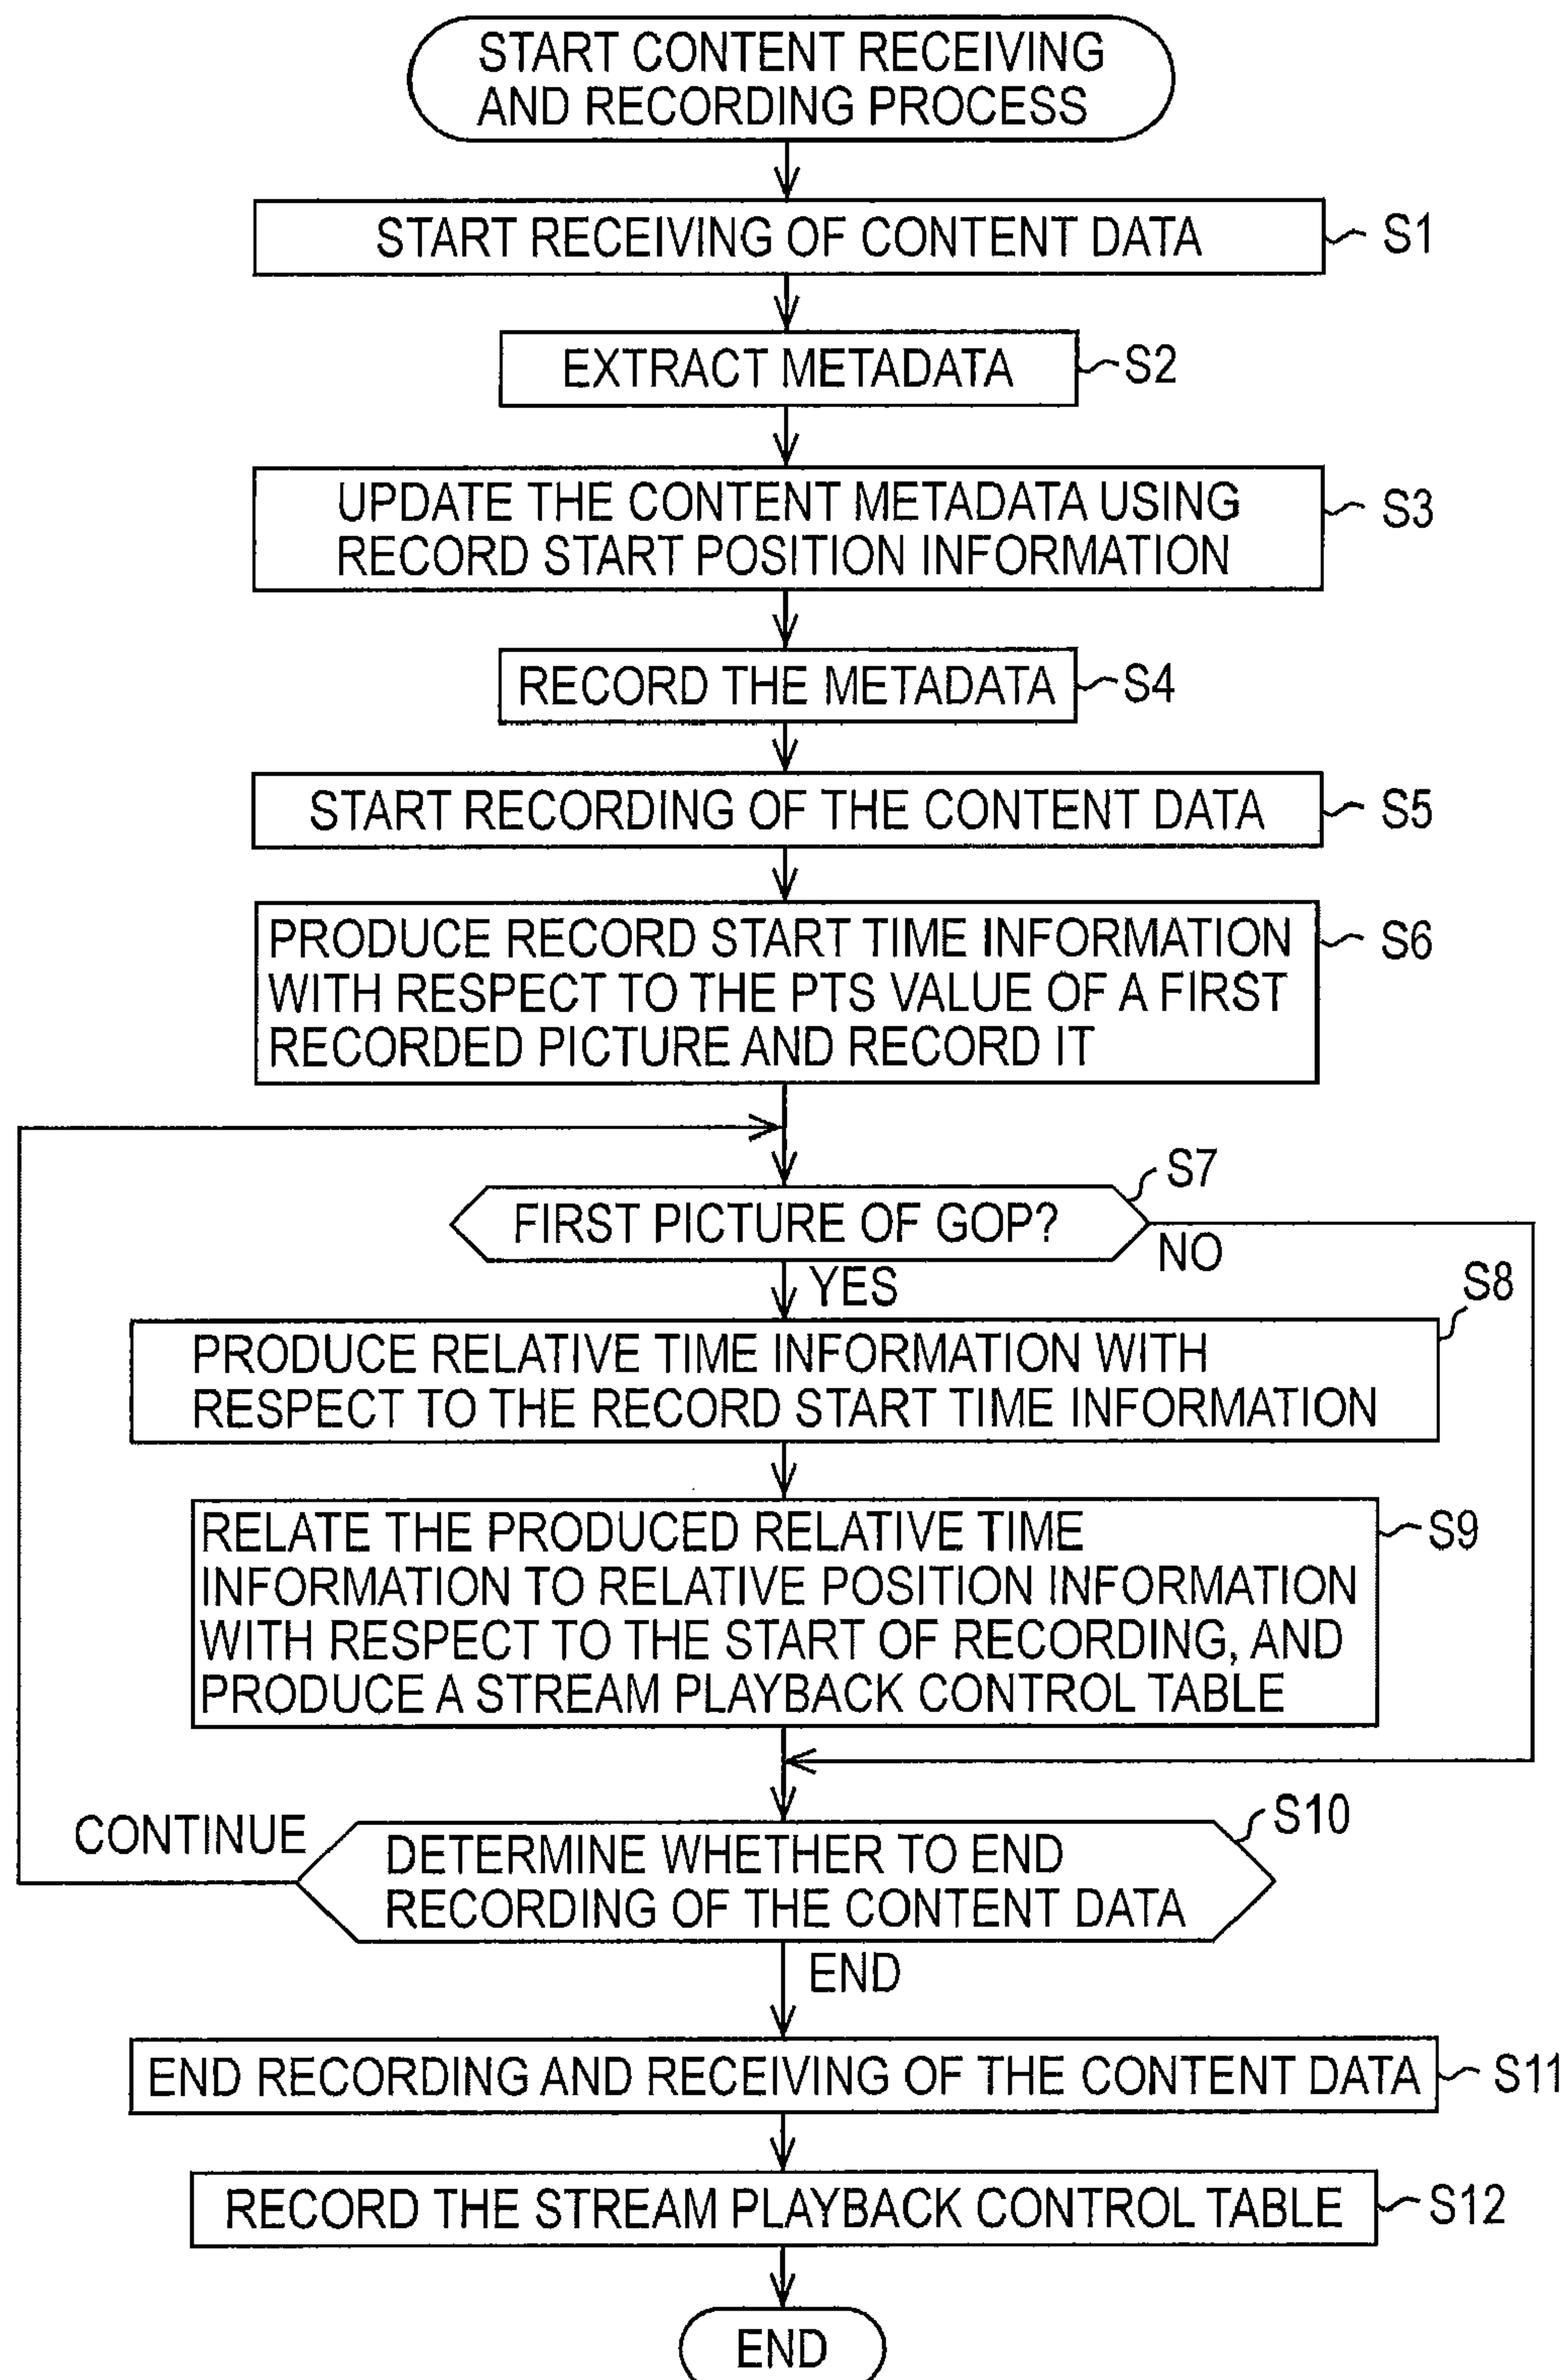 START CONTENT RECEIVING
AND RECORDING PROCESS
START RECEIVING OF CONTENT DATA
S1
EXTRACT METADATA
S2
UPDATE THE CONTENT METADATA USING
RECORD START POSITION INFORMATION
S3
RECORD THE METADATA
S4
START RECORDING OF THE CONTENT DATA
S5
PRODUCE RECORD START TIME INFORMATION
WITH RESPECT TO THE PTS VALUE OF A FIRST
RECORDED PICTURE AND RECORD IT
S6
FIRST PICTURE OF GOP?
S7
NO
YES
S8
PRODUCE RELATIVE TIME INFORMATION WITH
RESPECT TO THE RECORD START TIME INFORMATION
RELATE THE PRODUCED RELATIVE TIME
INFORMATION TO RELATIVE POSITION INFORMATION
WITH RESPECT TO THE START OF RECORDING, AND
PRODUCE A STREAM PLAYBACK CONTROL TABLE
S9
CONTINUE
S10
DETERMINE WHETHER TO END
RECORDING OF THE CONTENT DATA
END
END RECORDING AND RECEIVING OF THE CONTENT DATA
S11
RECORD THE STREAM PLAYBACK CONTROL TABLE
S12
END